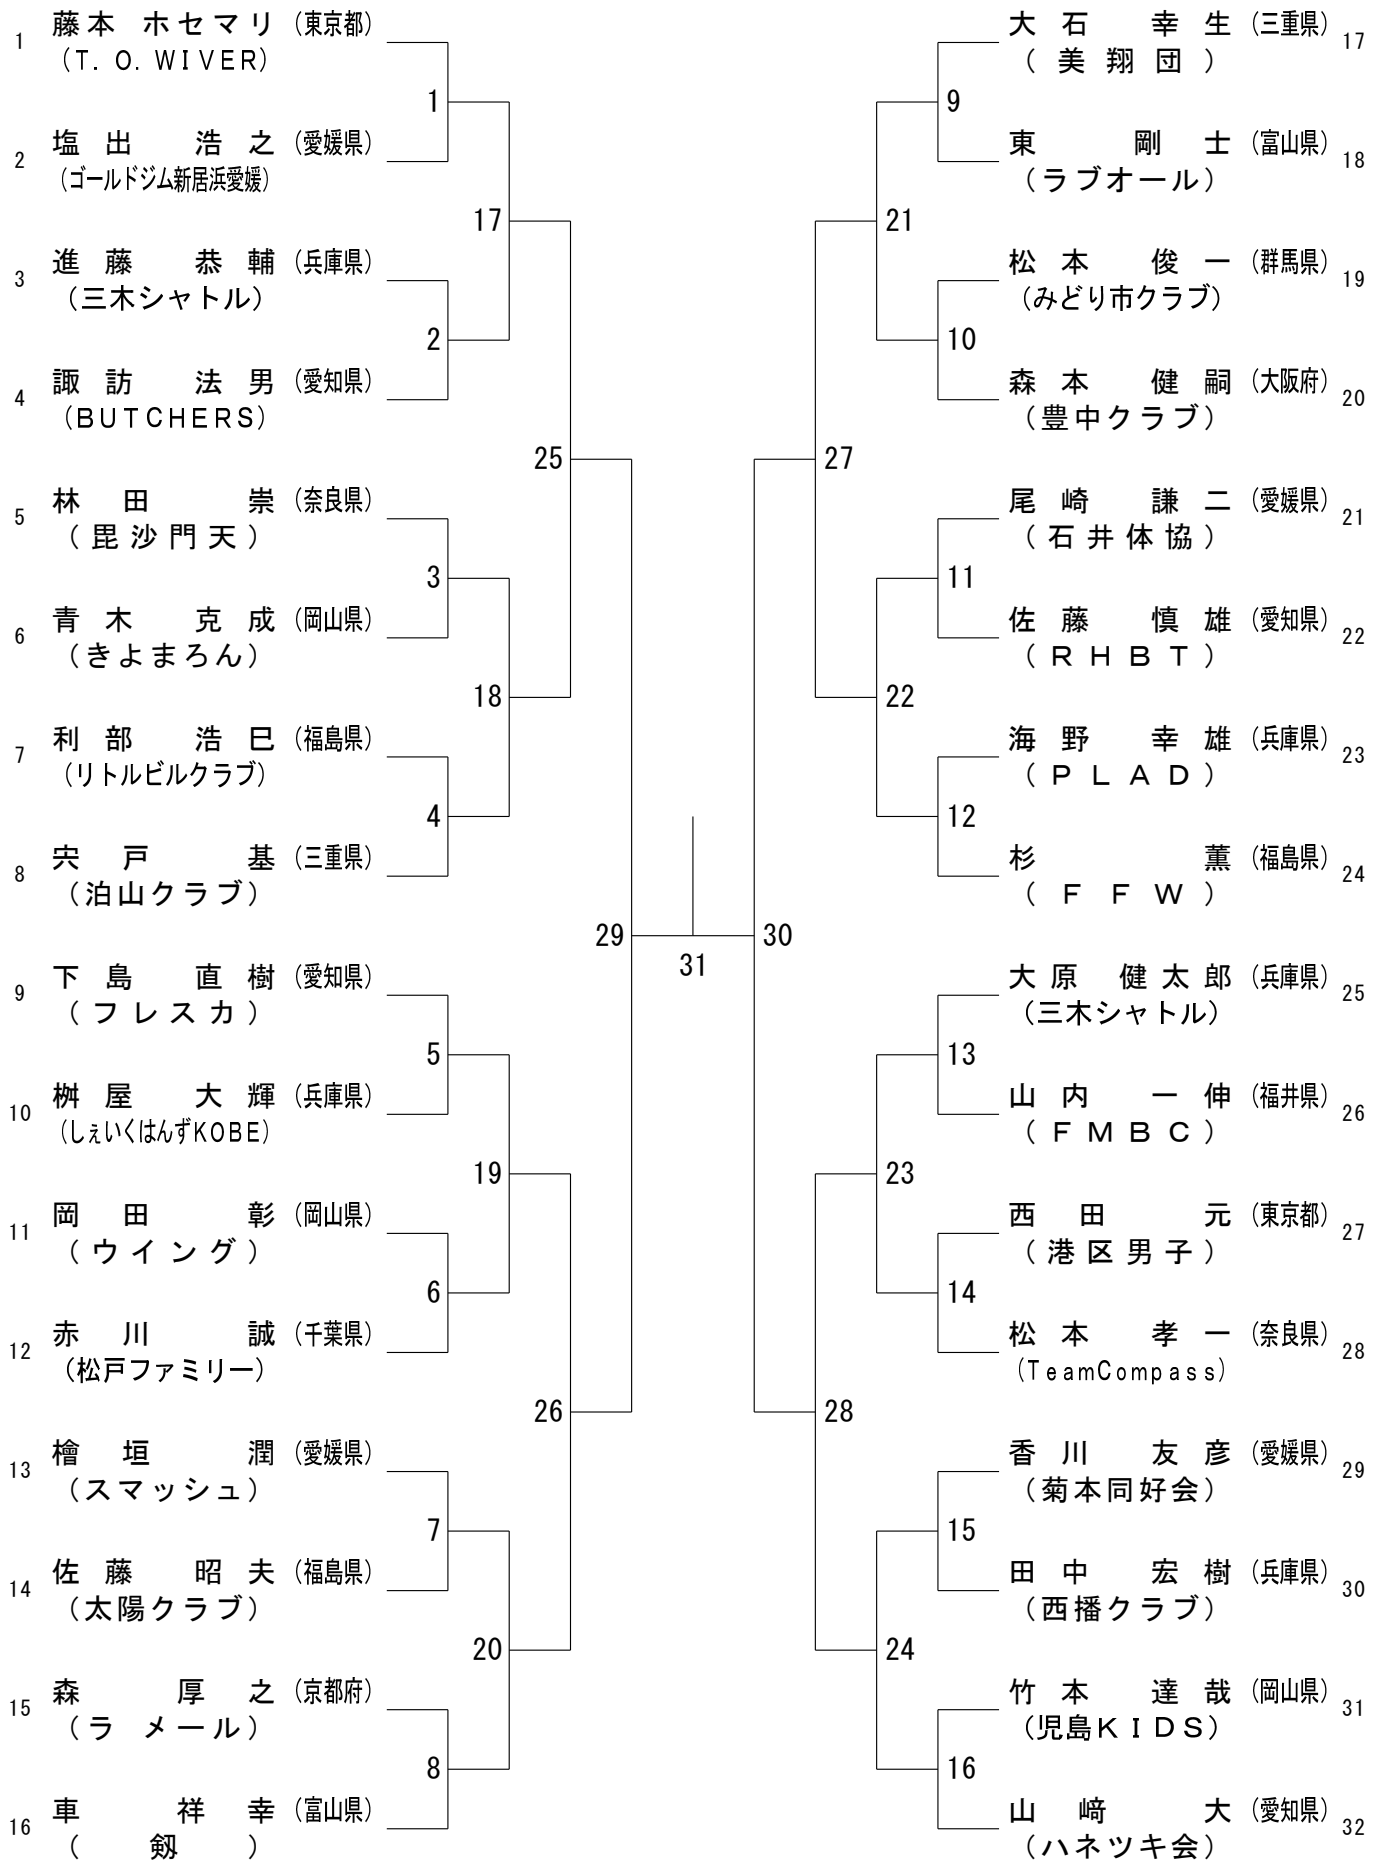 1 藤本 ホセマリ (東京都)
(T. O. WIVER)
1
2 塩出 浩之 (愛媛県)
(ゴールドジム新居浜愛媛)
17
3 進藤 恭輔 (兵庫県)
(三木シャトル)
2
4 諏訪 法男 (愛知県)
(BUTCHERS)
25
5 林田 崇 (奈良県)
(毘沙門天)
3
6 青木 克成 (岡山県)
(きよまろん)
18
7 利部 浩巳 (福島県)
(リトルビルクラブ)
4
8 宍戸 基 (三重県)
(泊山クラブ)
29
9 下島 直樹 (愛知県)
(フレスカ)
5
10 桝屋 大輝 (兵庫県)
(しぇいくはんずKOBE)
19
11 岡田 彰 (岡山県)
(ウイング)
6
12 赤川 誠 (千葉県)
(松戸ファミリー)
26
13 檜垣 潤 (愛媛県)
(スマッシュ)
7
14 佐藤 昭夫 (福島県)
(太陽クラブ)
20
15 森 厚之 (京都府)
(ラ メール)
8
16 車 祥幸 (富山県)
(剱)
31
大石 幸生 (三重県) 17
(美翔団)
9
東 剛士 (富山県) 18
(ラブオール)
21
松本 俊一 (群馬県) 19
(みどり市クラブ)
10
森本 健嗣 (大阪府) 20
(豊中クラブ)
27
尾崎 謙二 (愛媛県) 21
(石井体協)
11
佐藤 慎雄 (愛知県) 22
(RHBT)
22
海野 幸雄 (兵庫県) 23
(PLAD)
12
杉 薫 (福島県) 24
(FFW)
30
大原 健太郎 (兵庫県) 25
(三木シャトル)
13
山内 一伸 (福井県) 26
(FMBC)
23
西田 元 (東京都) 27
(港区男子)
14
松本 孝一 (奈良県) 28
(TeamCompass)
28
香川 友彦 (愛媛県) 29
(菊本同好会)
15
田中 宏樹 (兵庫県) 30
(西播クラブ)
24
竹本 達哉 (岡山県) 31
(児島KIDS)
16
山﨑 大 (愛知県) 32
(ハネツキ会)